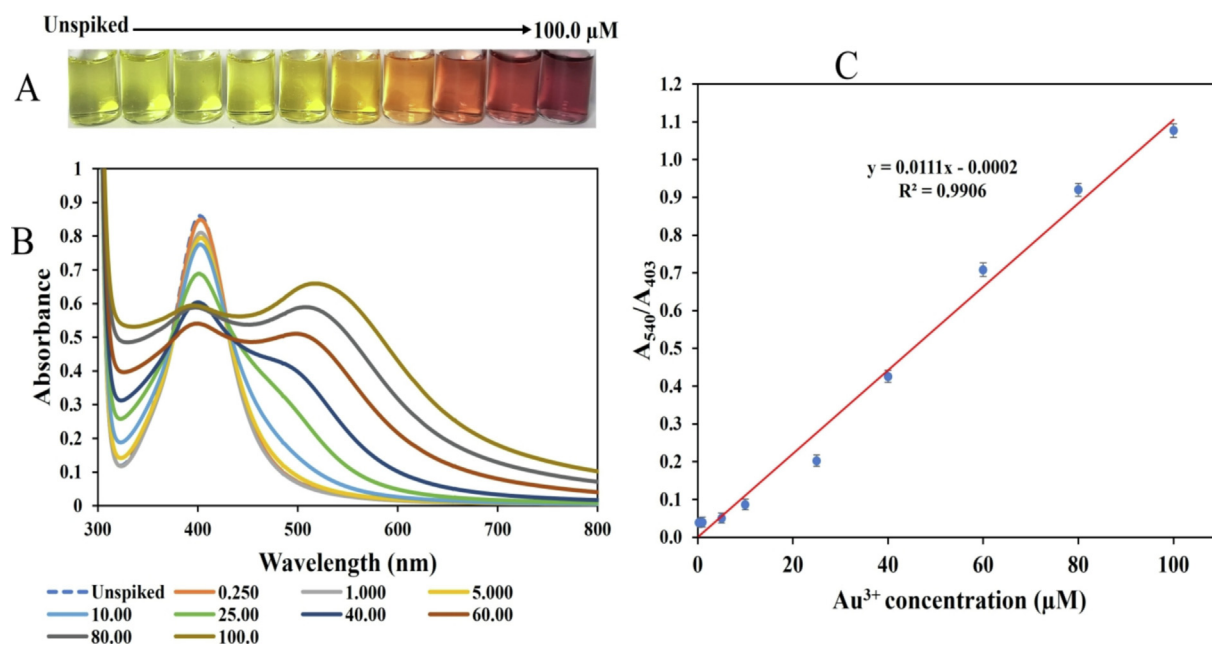 Unspiked 100.0 µM
A
B
1
0.9
0.8
0.7
0.6
0.5
0.4
0.3
0.2
0.1
0
Absorbance
300 400 500 600 700 800
Wavelength (nm)
Unspiked 0.250 1.000 5.000
10.00 25.00 40.00 60.00
80.00 100.0
C
1.2
1.1
1.0
0.9
0.8
0.7
0.6
0.5
0.4
0.3
0.2
0.1
0.0
A₅₄₀/A₄₀₃
y = 0.0111x - 0.0002
R² = 0.9906
0 20 40 60 80 100
Au³⁺ concentration (µM)